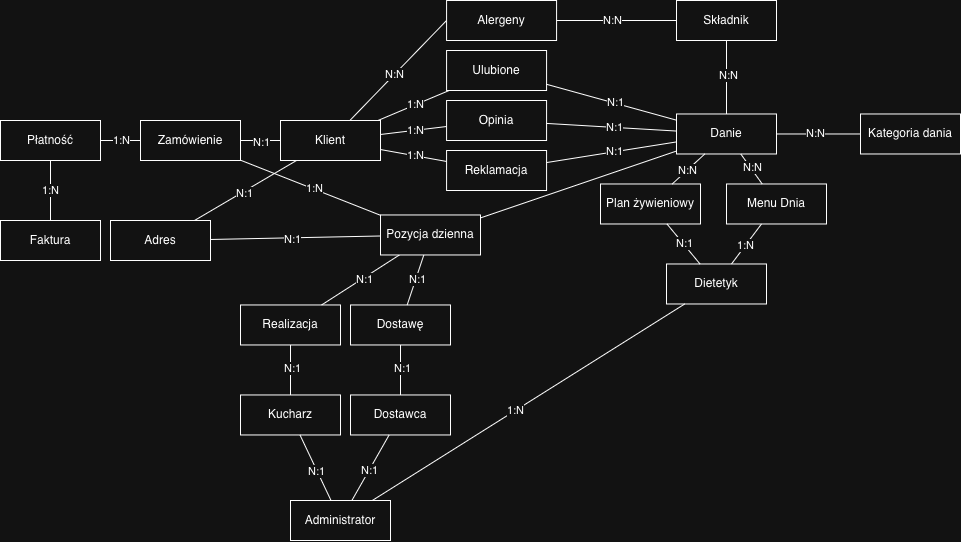 Alergeny
N:N
Składnik
N:N
Ulubione
N:N
1:N
N:1
Opinia
Płatność
1:N
Zamówienie
N:1
Klient
1:N
N:1
Danie
N:N
Kategoria dania
1:N
N:1
Reklamacja
1:N
N:1
1:N
N:N
N:N
Plan żywieniowy
Menu Dnia
Faktura
Adres
N:1
Pozycja dzienna
N:1
1:N
N:1
N:1
Dietetyk
Realizacja
Dostawę
N:1
N:1
1:N
Kucharz
Dostawca
N:1
N:1
Administrator